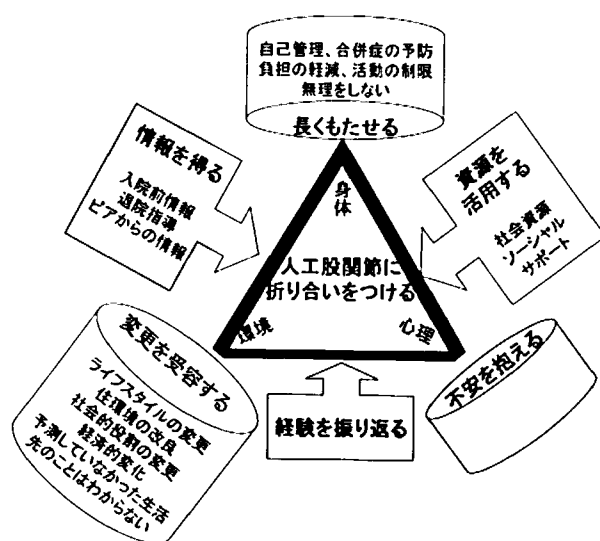 自己管理、合併症の予防
負担の軽減、活動の制限
無理をしない
長くもたせる
情報を得る
入院前情報
退院指導
ピアからの情報
資源を
活用する
社会資源
ソーシャル
サポート
身体
人工股関節に
折り合いをつける
環境
心理
変更を受容する
ライフスタイルの変更
住環境の改良
社会的役割の変更
経済的変化
予測していなかった生活
先のことはわからない
経験を振り返る
不安を抱える